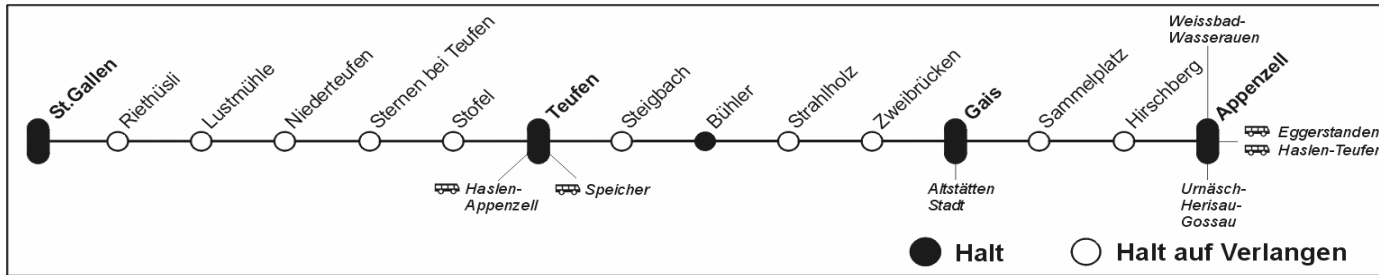 St.Gallen
Riethüsli
Lustmühle
Niederteufen
Sternen bei Teufen
Stofel
Teufen
Steigbach
Bühler
Strahlholz
Zweibrücken
Gais
Sammelplatz
Hirschberg
Appenzell
Weissbad-
Wasserauen
Eggerstanden
Haslen-Teufen
Haslen-
Appenzell
Speicher
Altstätten
Stadt
Urnäsch-
Herisau-
Gossau
Halt
Halt auf Verlangen